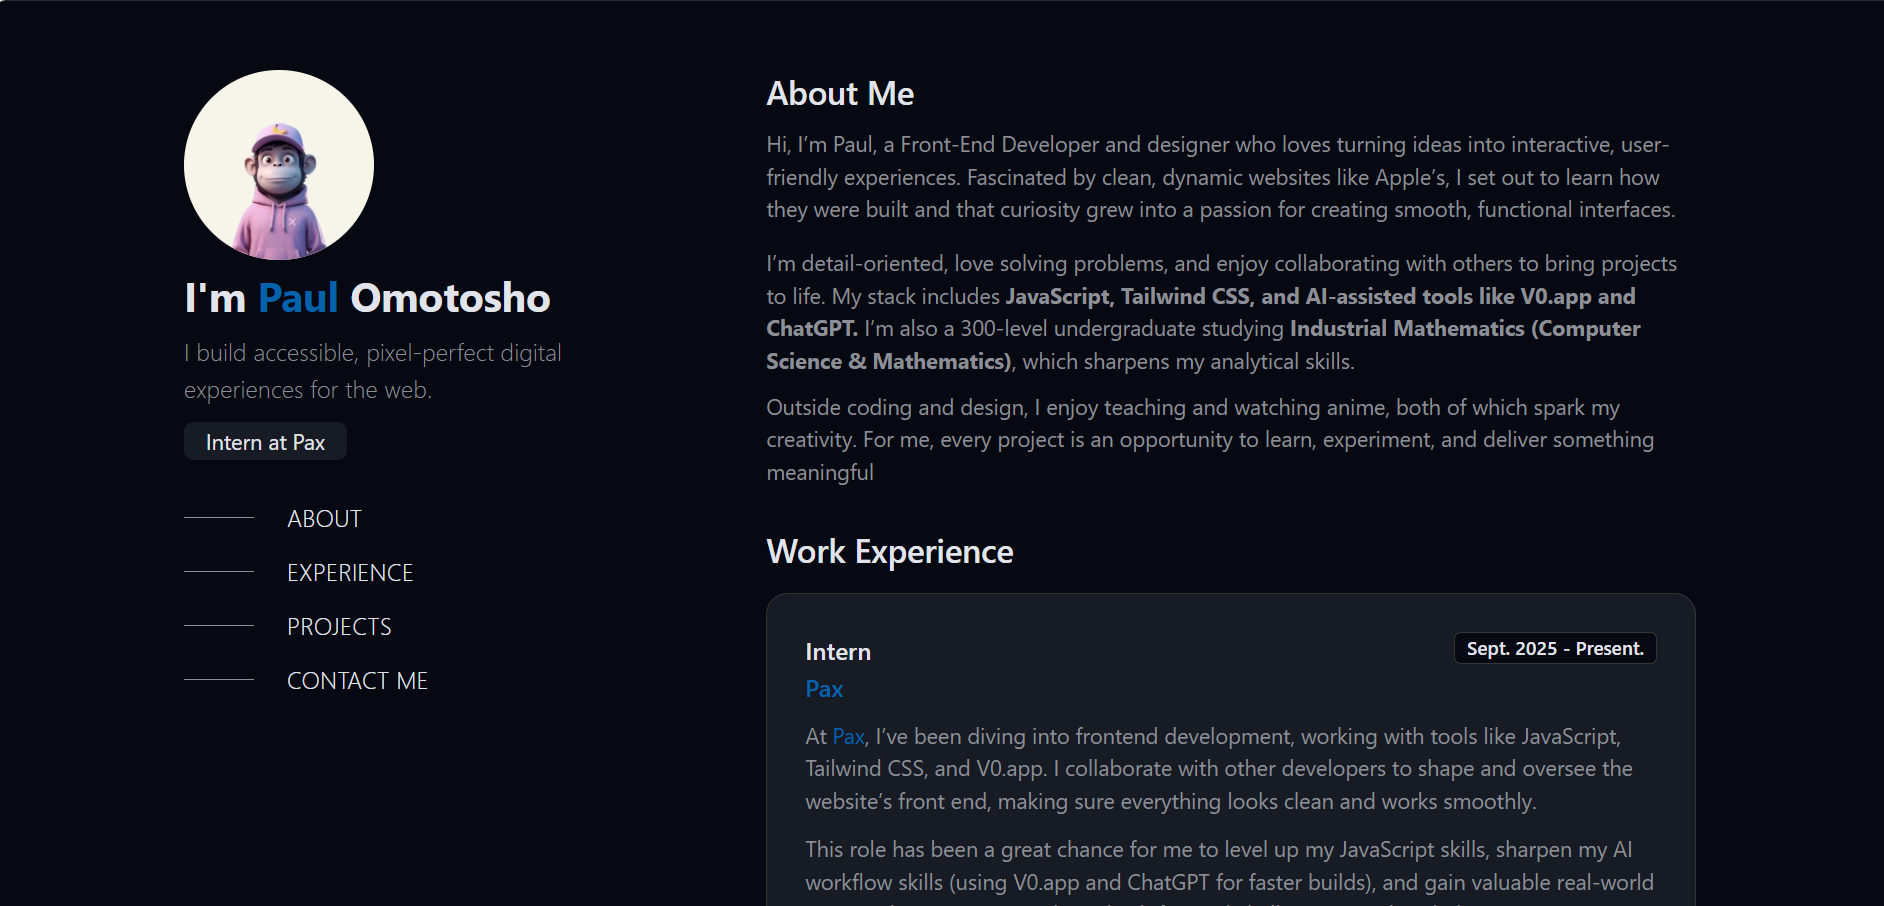 I'm Paul Omotosho
I build accessible, pixel-perfect digital
experiences for the web.
Intern at Pax
ABOUT
EXPERIENCE
PROJECTS
CONTACT ME
About Me
Hi, I’m Paul, a Front-End Developer and designer who loves turning ideas into interactive, user-
friendly experiences. Fascinated by clean, dynamic websites like Apple’s, I set out to learn how
they were built and that curiosity grew into a passion for creating smooth, functional interfaces.
I’m detail-oriented, love solving problems, and enjoy collaborating with others to bring projects
to life. My stack includes JavaScript, Tailwind CSS, and AI-assisted tools like V0.app and
ChatGPT. I’m also a 300-level undergraduate studying Industrial Mathematics (Computer
Science & Mathematics), which sharpens my analytical skills.
Outside coding and design, I enjoy teaching and watching anime, both of which spark my
creativity. For me, every project is an opportunity to learn, experiment, and deliver something
meaningful
Work Experience
Intern
Sept. 2025 - Present.
Pax
At Pax, I’ve been diving into frontend development, working with tools like JavaScript,
Tailwind CSS, and V0.app. I collaborate with other developers to shape and oversee the
website’s front end, making sure everything looks clean and works smoothly.
This role has been a great chance for me to level up my JavaScript skills, sharpen my AI
workflow skills (using V0.app and ChatGPT for faster builds), and gain valuable real-world